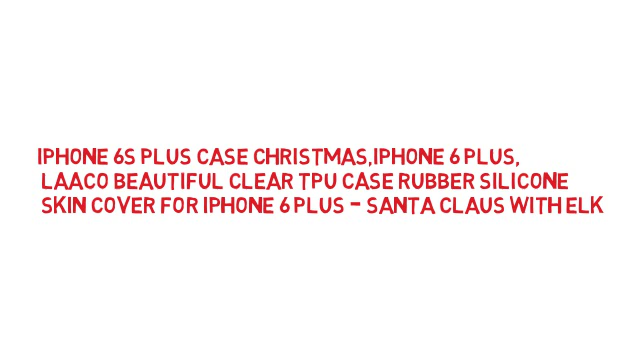 IPHONE 6S PLUS CASE CHRISTMAS,IPHONE 6 PLUS,
LAACO BEAUTIFUL CLEAR TPU CASE RUBBER SILICONE
SKIN COVER FOR IPHONE 6 PLUS - SANTA CLAUS WITH ELK